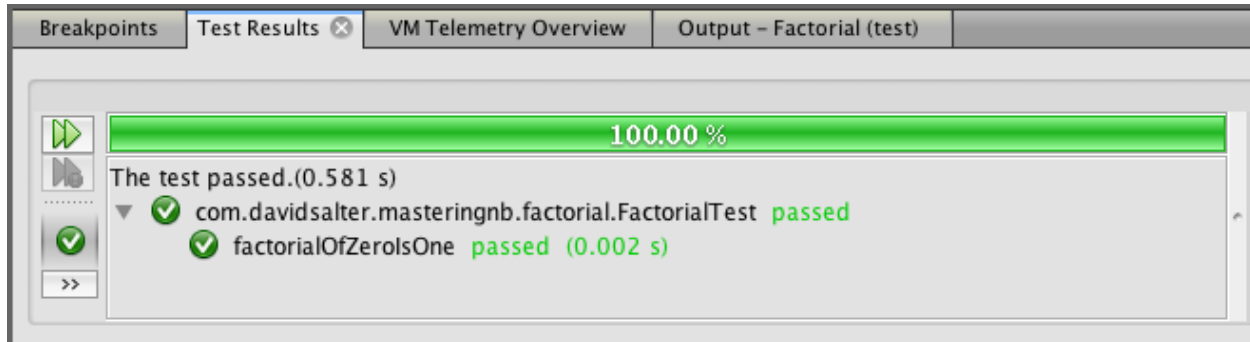 Breakpoints Test Results VM Telemetry Overview Output – Factorial (test)
100.00 %
The test passed.(0.581 s)
com.davidsalter.masteringnb.factorial.FactorialTest passed
factorialOfZeroIsOne passed (0.002 s)
>>